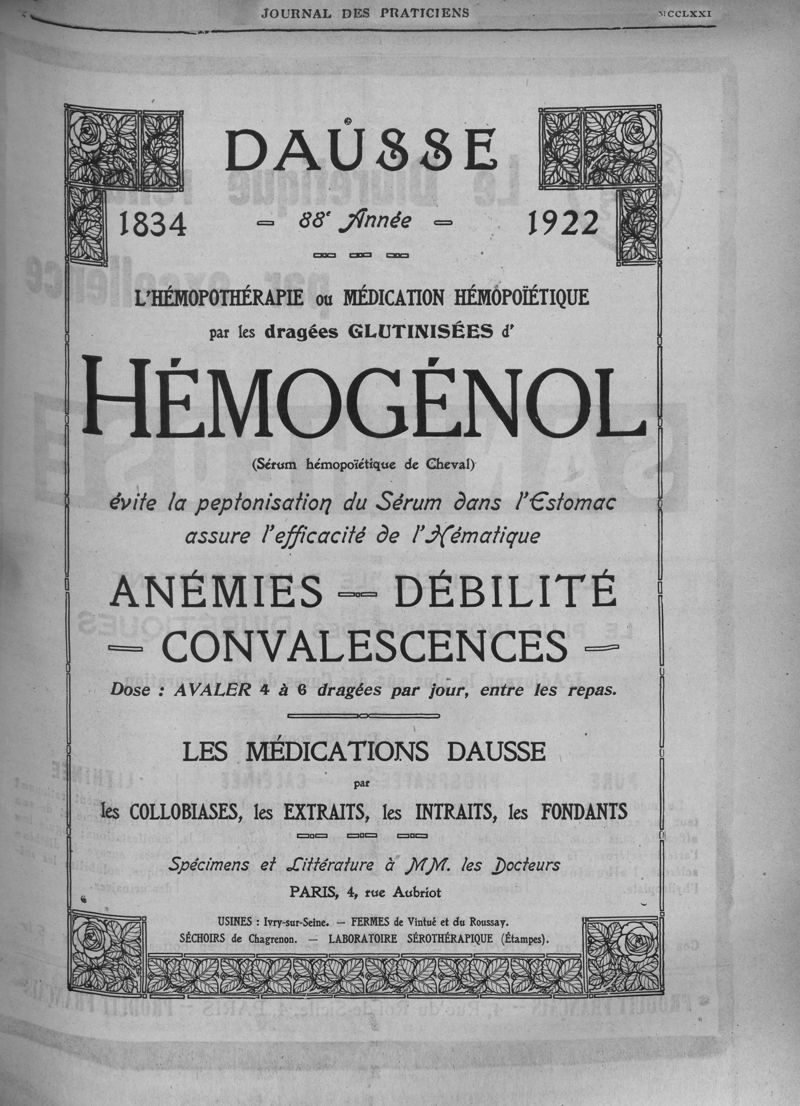 JOURNAL DES PRATICIENS MCCLXXI
DAUSSE
1834 — 88e Année — 1922
L'HÉMOPOTHÉRAPIE ou MÉDICATION HÉMOPOÏÉTIQUE
par les dragées GLUTINISÉES d'
HÉMOGÉNOL
(Sérum hémopoïétique de Cheval)
évite la peptonisation du Sérum dans l'Estomac
assure l'efficacité de l'Hématique
ANÉMIES — DÉBILITÉ
— CONVALESCENCES —
Dose : AVALER 4 à 6 dragées par jour, entre les repas.
LES MÉDICATIONS DAUSSE
par
les COLLOBIASES, les EXTRAITS, les INTRAITS, les FONDANTS
Spécimens et Littérature à MM. les Docteurs
PARIS, 4, rue Aubriot
USINES : Ivry-sur-Seine. — FERMES de Vintué et du Roussay.
SÉCHOIRS de Chagrenon. — LABORATOIRE SÉROTHÉRAPIQUE (Étampes).